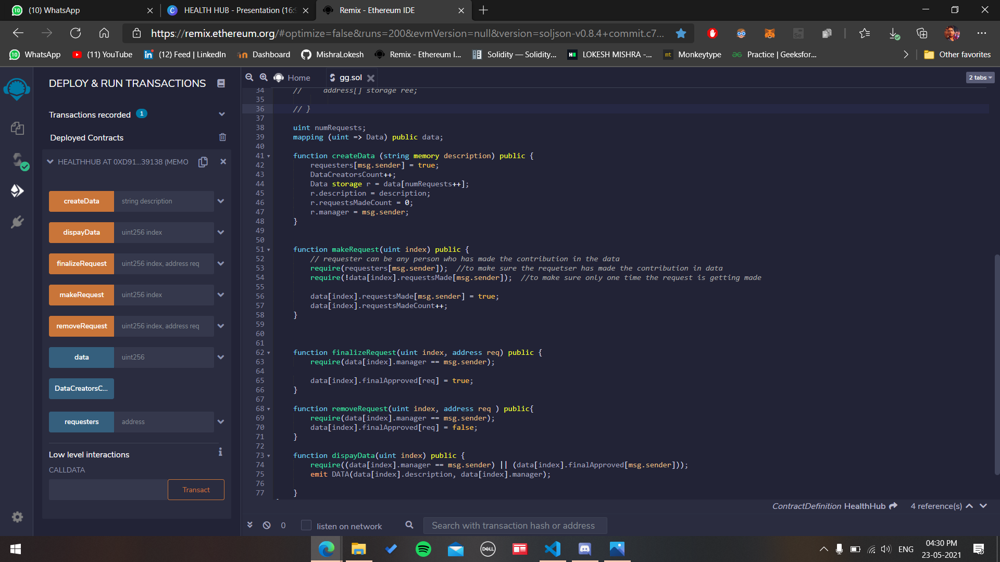 (10) WhatsApp
HEALTH HUB - Presentation (16:9
Remix - Ethereum IDE
https://remix.ethereum.org/#optimize=false&runs=200&evmVersion=null&version=soljson-v0.8.4+commit.c7...
WhatsApp
(11) YouTube
(12) Feed | LinkedIn
Dashboard
MishraLokesh
Remix - Ethereum I...
Solidity — Solidity...
LOKESH MISHRA -...
Monkeytype
Practice | Geeksfor...
Other favorites
DEPLOY & RUN TRANSACTIONS
Transactions recorded 1
Deployed Contracts
HEALTHHUB AT 0XD91...39138 (MEMO
createData string description
dispayData uint256 index
finalizeRequest uint256 index, address req
makeRequest uint256 index
removeRequest uint256 index, address req
data uint256
DataCreatorsC...
requesters address
Low level interactions
CALLDATA
Transact
Home
gg.sol
2 tabs
34 // address[] storage ree;
35
36 // }
37
38 uint numRequests;
39 mapping (uint => Data) public data;
40
41 function createData (string memory description) public {
42 requesters[msg.sender] = true;
43 DataCreatorsCount++;
44 Data storage r = data[numRequests++];
45 r.description = description;
46 r.requestsMadeCount = 0;
47 r.manager = msg.sender;
48 }
49
50
51 function makeRequest(uint index) public {
52 // requester can be any person who has made the contribution in the data
53 require(requesters[msg.sender]); //to make sure the requetser has made the contribution in data
54 require(!data[index].requestsMade[msg.sender]); //to make sure only one time the request is getting made
55
56 data[index].requestsMade[msg.sender] = true;
57 data[index].requestsMadeCount++;
58 }
59
60
61
62 function finalizeRequest(uint index, address req) public {
63 require(data[index].manager == msg.sender);
64
65 data[index].finalApproved[req] = true;
66 }
67
68 function removeRequest(uint index, address req ) public{
69 require(data[index].manager == msg.sender);
70 data[index].finalApproved[req] = false;
71 }
72
73 function dispayData(uint index) public {
74 require((data[index].manager == msg.sender) || (data[index].finalApproved[msg.sender]));
75 emit DATA(data[index].description, data[index].manager);
76
77 }
ContractDefinition HealthHub 4 reference(s)
0
listen on network
Search with transaction hash or address
ENG
04:30 PM
23-05-2021